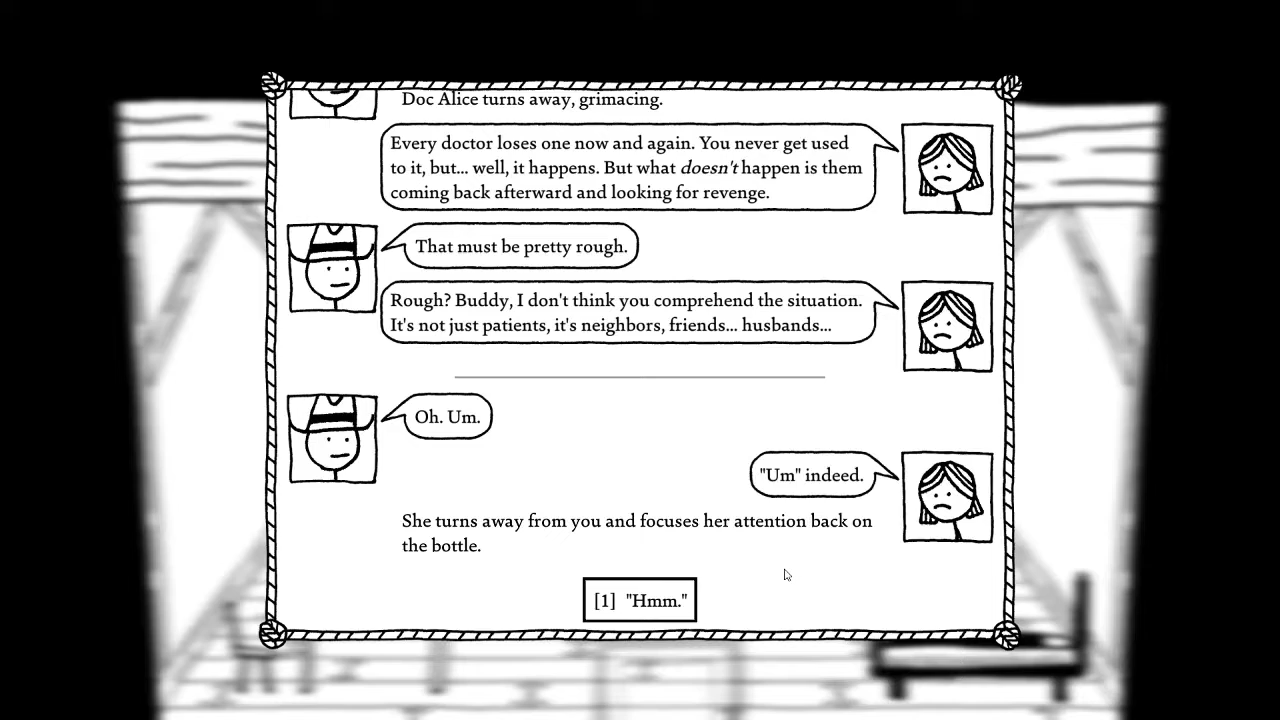 Doc Alice turns away, grimacing.
Every doctor loses one now and again. You never get used
to it, but... well, it happens. But what doesn't happen is them
coming back afterward and looking for revenge.
That must be pretty rough.
Rough? Buddy, I don't think you comprehend the situation.
It's not just patients, it's neighbors, friends... husbands...
Oh. Um.
"Um" indeed.
She turns away from you and focuses her attention back on
the bottle.
[1] "Hmm."